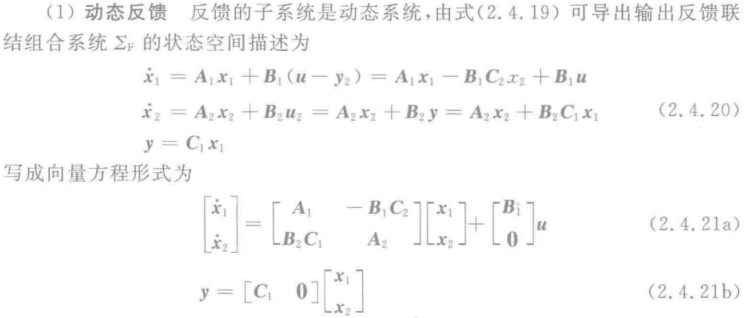 (1) 动态反馈 反馈的子系统是动态系统,由式(2.4.19)可导出输出反馈联
结组合系统 Σ_F 的状态空间描述为
ẋ₁ = A₁x₁ + B₁(u − y₂) = A₁x₁ − B₁C₂x₂ + B₁u
ẋ₂ = A₂x₂ + B₂u₂ = A₂x₂ + B₂y = A₂x₂ + B₂C₁x₁ (2.4.20)
y = C₁x₁
写成向量方程形式为
[ẋ₁; ẋ₂] = [A₁ −B₁C₂; B₂C₁ A₂][x₁; x₂] + [B₁; 0]u (2.4.21a)
y = [C₁ 0][x₁; x₂] (2.4.21b)